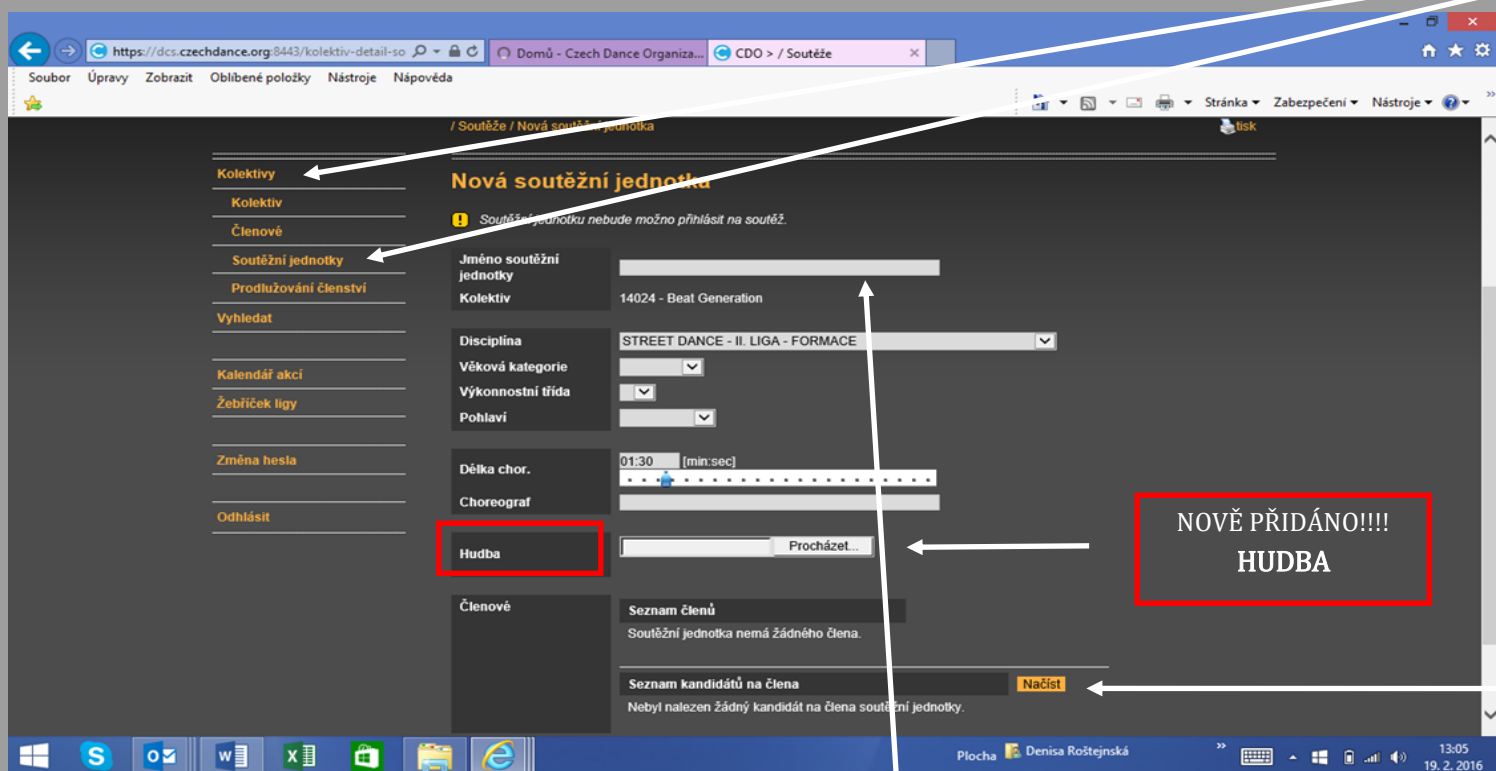 https://dcs.czechdance.org:8443/kolektiv-detail-so
Domů - Czech Dance Organiza...
CDO > / Soutěže
Soubor Úpravy Zobrazit Oblíbené položky Nástroje Nápověda
Stránka Zabezpečení Nástroje
/ Soutěže / Nová soutěžní jednotka
tisk
Kolektivy
Kolektiv
Členové
Soutěžní jednotky
Prodlužování členství
Vyhledat
Kalendář akcí
Žebříček ligy
Změna hesla
Odhlásit
Nová soutěžní jednotka
Soutěžní jednotku nebude možno přihlásit na soutěž.
Jméno soutěžní
jednotky
Kolektiv 14024 - Beat Generation
Disciplína STREET DANCE - II. LIGA - FORMACE
Věková kategorie
Výkonnostní třída
Pohlaví
Délka chor. 01:30 [min:sec]
Choreograf
Hudba Procházet...
NOVĚ PŘIDÁNO!!!!
HUDBA
Členové
Seznam členů
Soutěžní jednotka nemá žádného člena.
Seznam kandidátů na člena Načíst
Nebyl nalezen žádný kandidát na člena soutěžní jednotky.
Plocha Denisa Roštejnská
13:05
19. 2. 2016